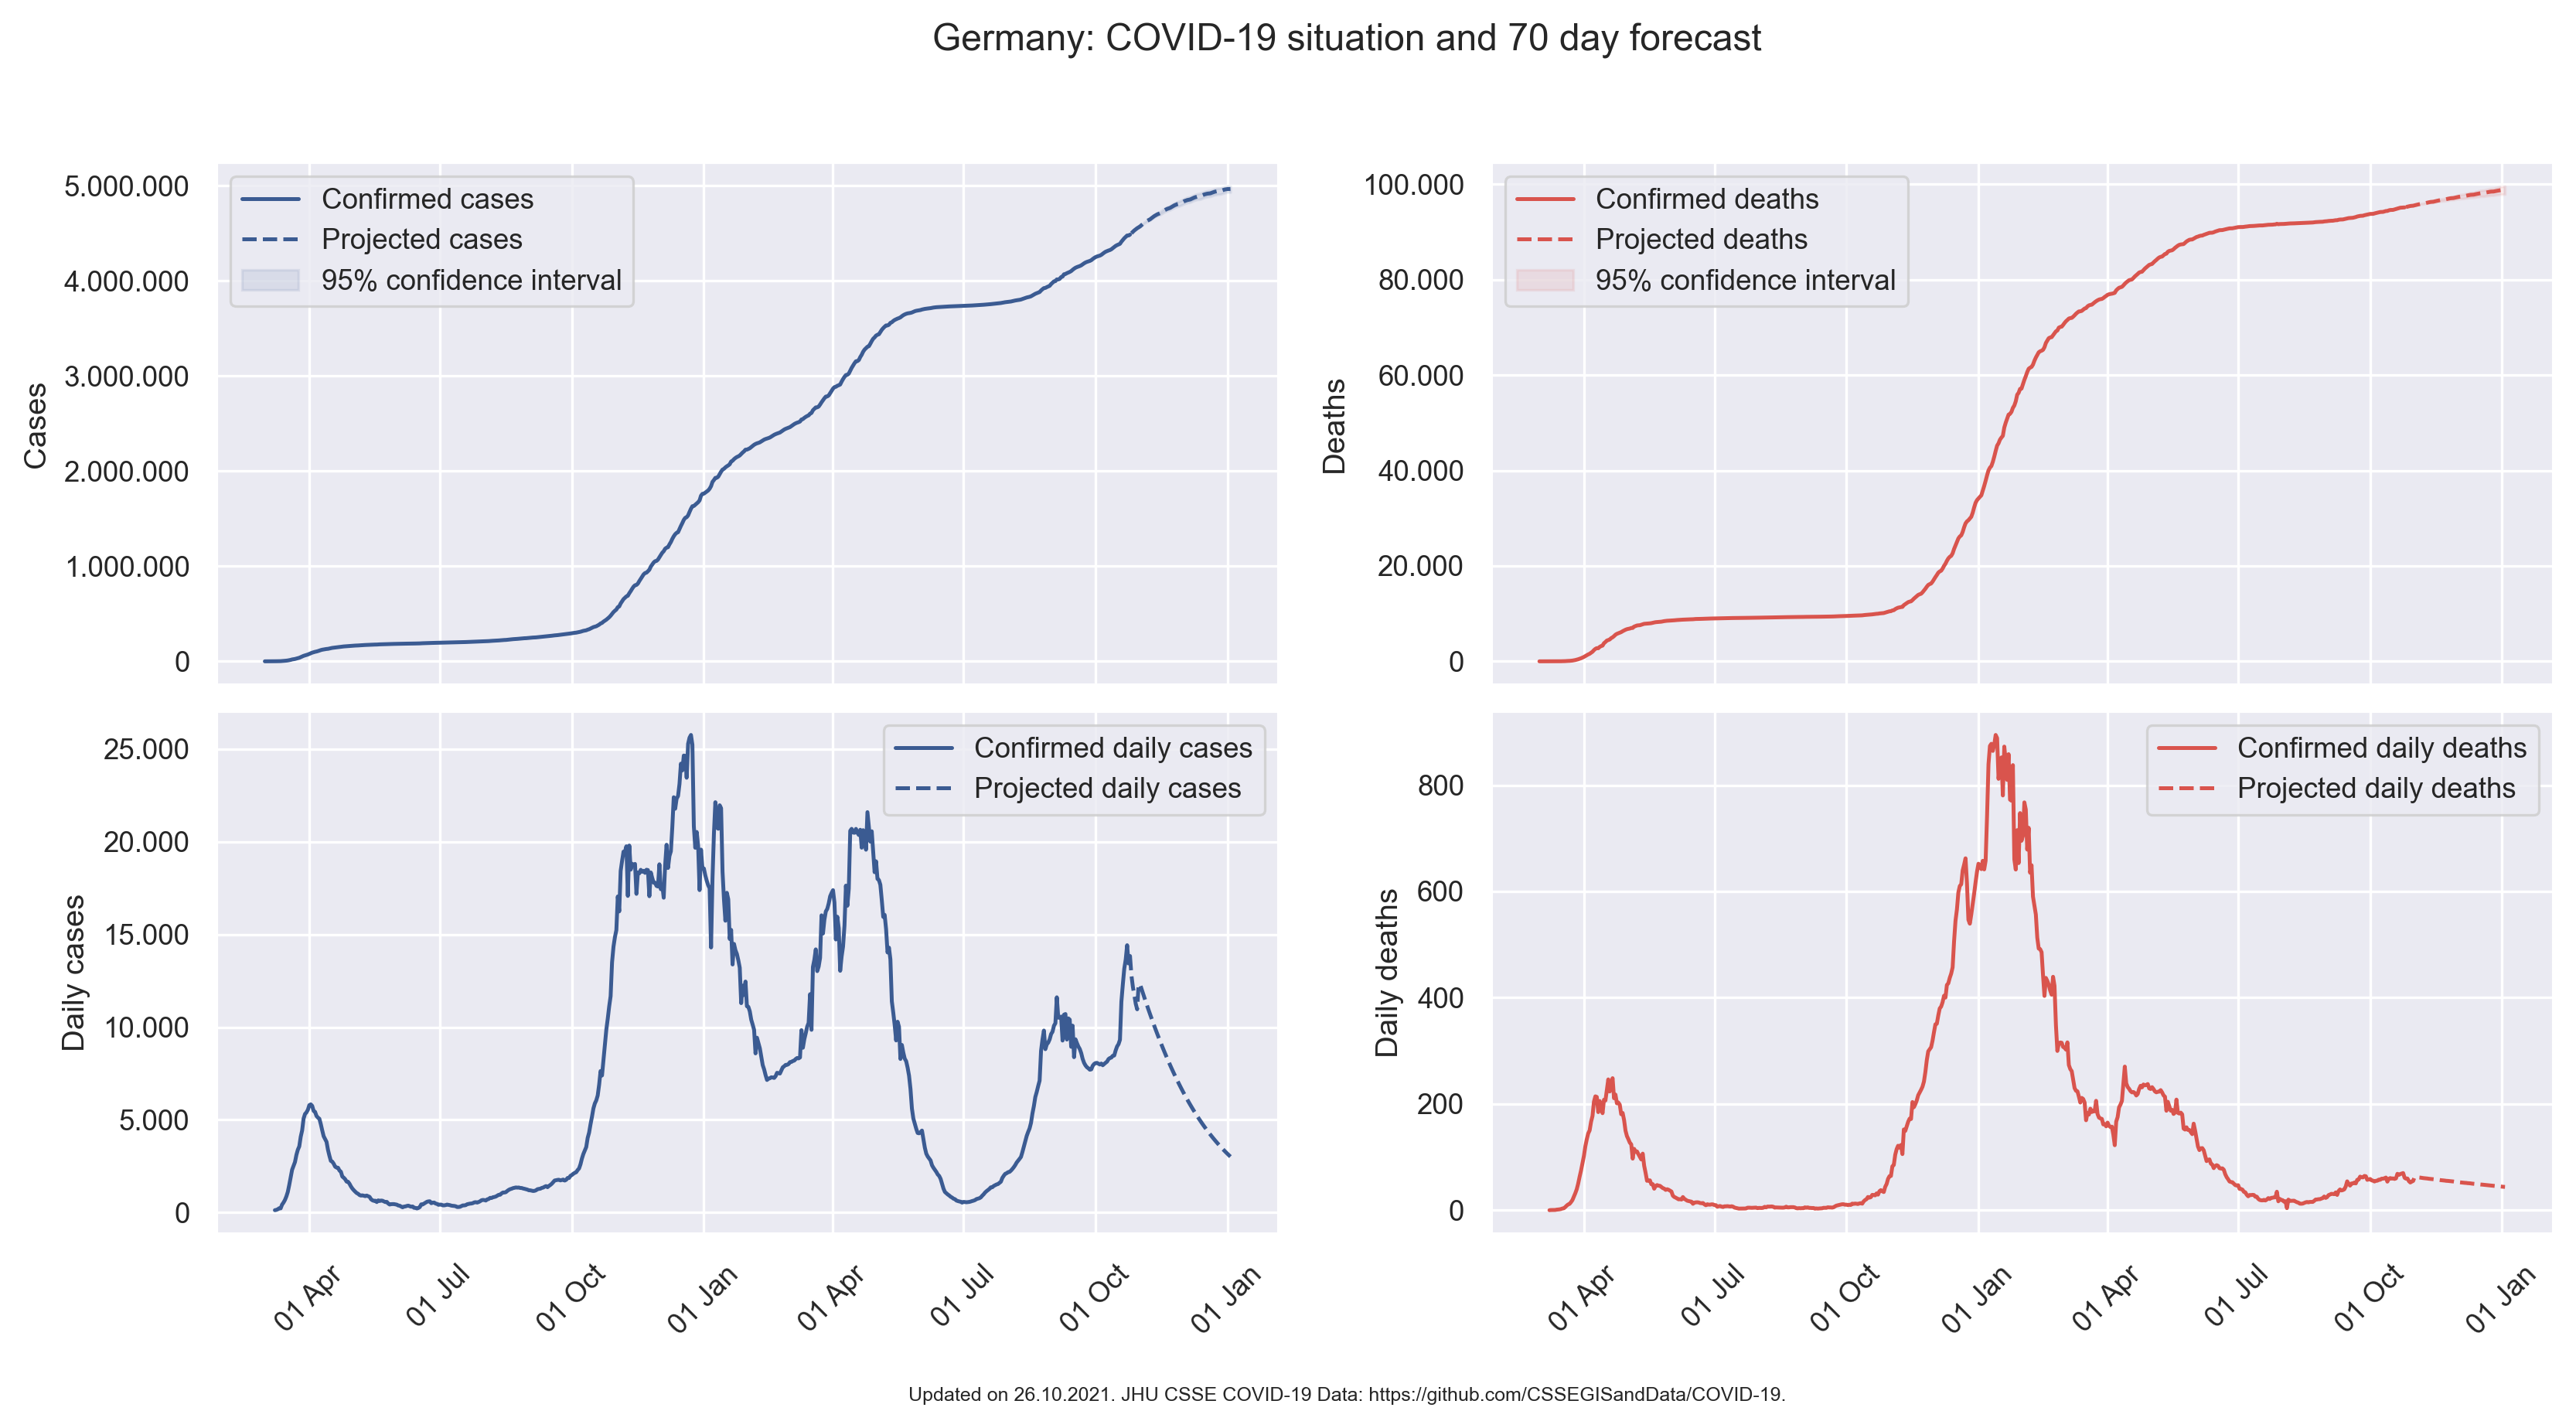 Germany: COVID-19 situation and 70 day forecast
Cases
5.000.000
4.000.000
3.000.000
2.000.000
1.000.000
0
Confirmed cases
Projected cases
95% confidence interval
Deaths
100.000
80.000
60.000
40.000
20.000
0
Confirmed deaths
Projected deaths
95% confidence interval
Daily cases
25.000
20.000
15.000
10.000
5.000
0
Confirmed daily cases
Projected daily cases
01 Apr
01 Jul
01 Oct
01 Jan
01 Apr
01 Jul
01 Oct
01 Jan
Daily deaths
800
600
400
200
0
Confirmed daily deaths
Projected daily deaths
01 Apr
01 Jul
01 Oct
01 Jan
01 Apr
01 Jul
01 Oct
01 Jan
Updated on 26.10.2021. JHU CSSE COVID-19 Data: https://github.com/CSSEGISandData/COVID-19.